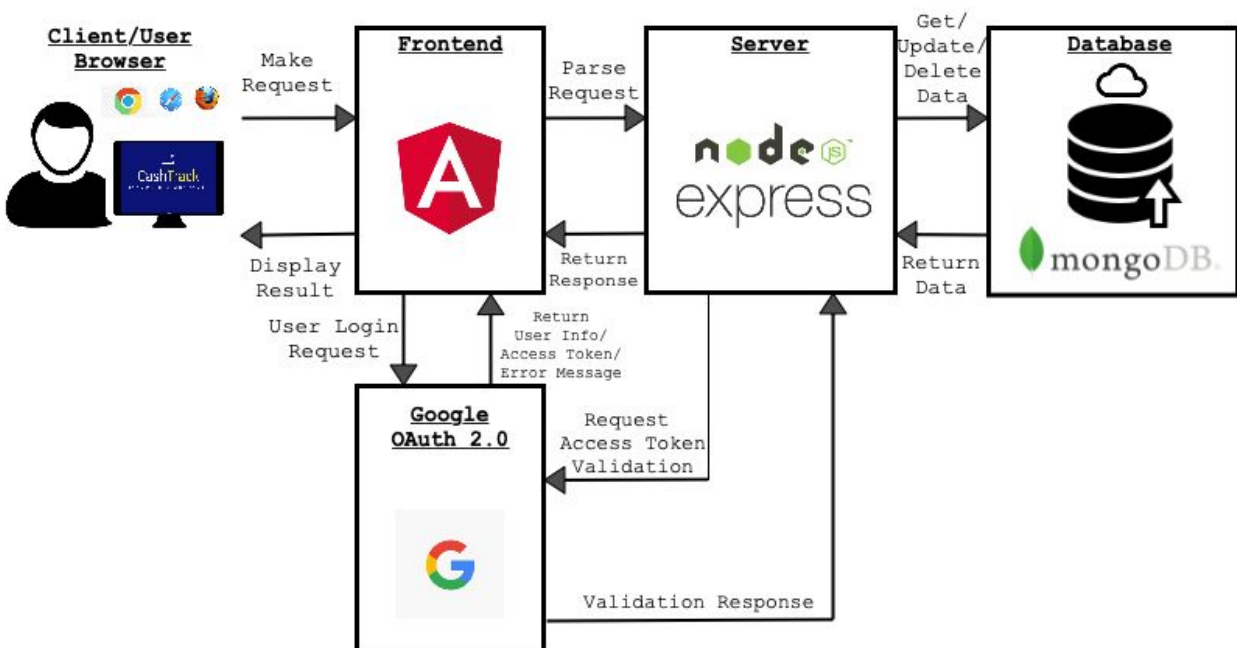 Client/User
Browser
Make
Request
Display
Result
CashTrack
Frontend
Parse
Request
Return
Response
Server
node
JS
express
Get/
Update/
Delete
Data
Return
Data
Database
mongoDB.
User Login
Request
Return
User Info/
Access Token/
Error Message
Google
OAuth 2.0
Request
Access Token
Validation
Validation Response